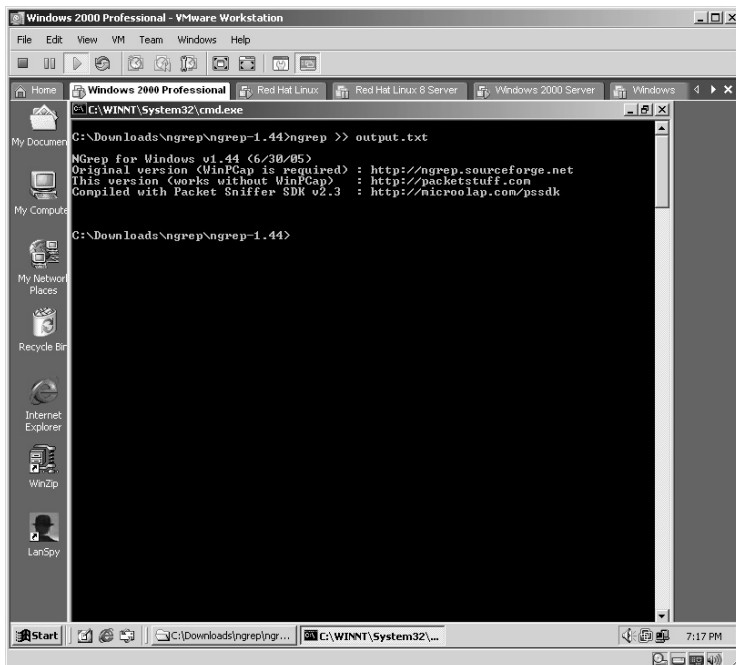 Windows 2000 Professional - VMware Workstation
File Edit View VM Team Windows Help
Home Windows 2000 Professional Red Hat Linux Red Hat Linux 8 Server Windows 2000 Server Windows
C:\WINNT\System32\cmd.exe
C:\Downloads\ngrep\ngrep-1.44>ngrep >> output.txt
NGrep for Windows v1.44 (6/30/05)
Original version (WinPCap is required) : http://ngrep.sourceforge.net
This version (works without WinPCap) : http://packetstuff.com
Compiled with Packet Sniffer SDK v2.3 : http://microolap.com/pssdk
C:\Downloads\ngrep\ngrep-1.44>
My Documen
My Compute
My Networ
Places
Recycle Bin
Internet
Explorer
WinZip
LanSpy
Start C:\Downloads\ngrep\ngr... C:\WINNT\System32\... 7:17 PM